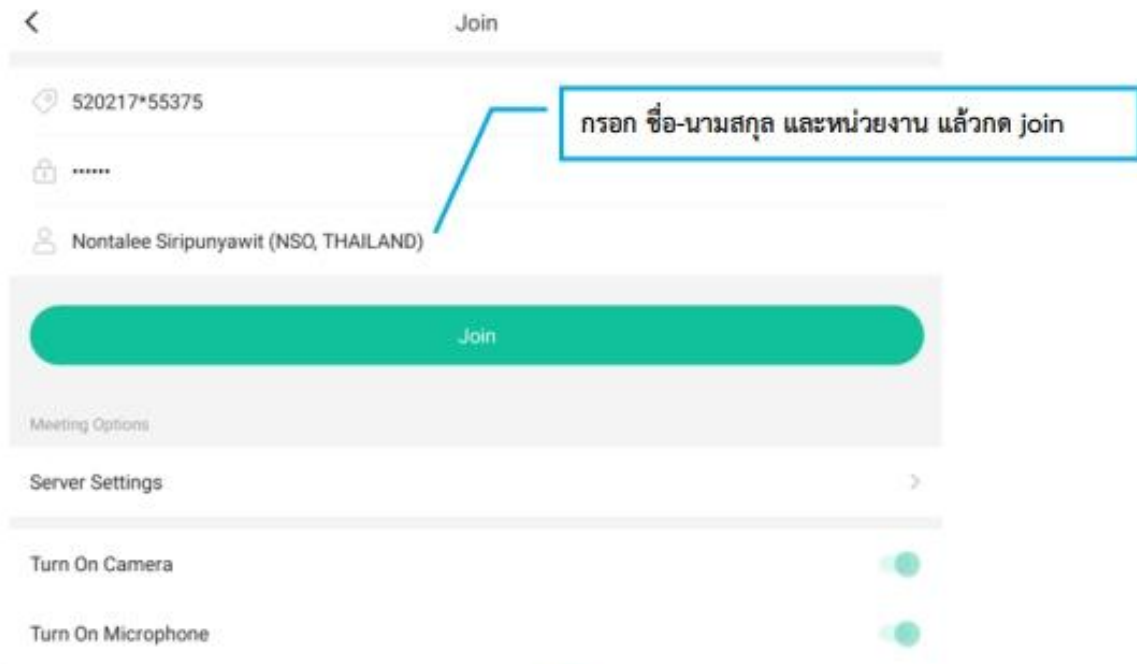 Join
520217*55375
กรอก ชื่อ-นามสกุล และหน่วยงาน แล้วกด join
••••••
Nontalee Siripunyawit (NSO, THAILAND)
Join
Meeting Options
Server Settings
Turn On Camera
Turn On Microphone